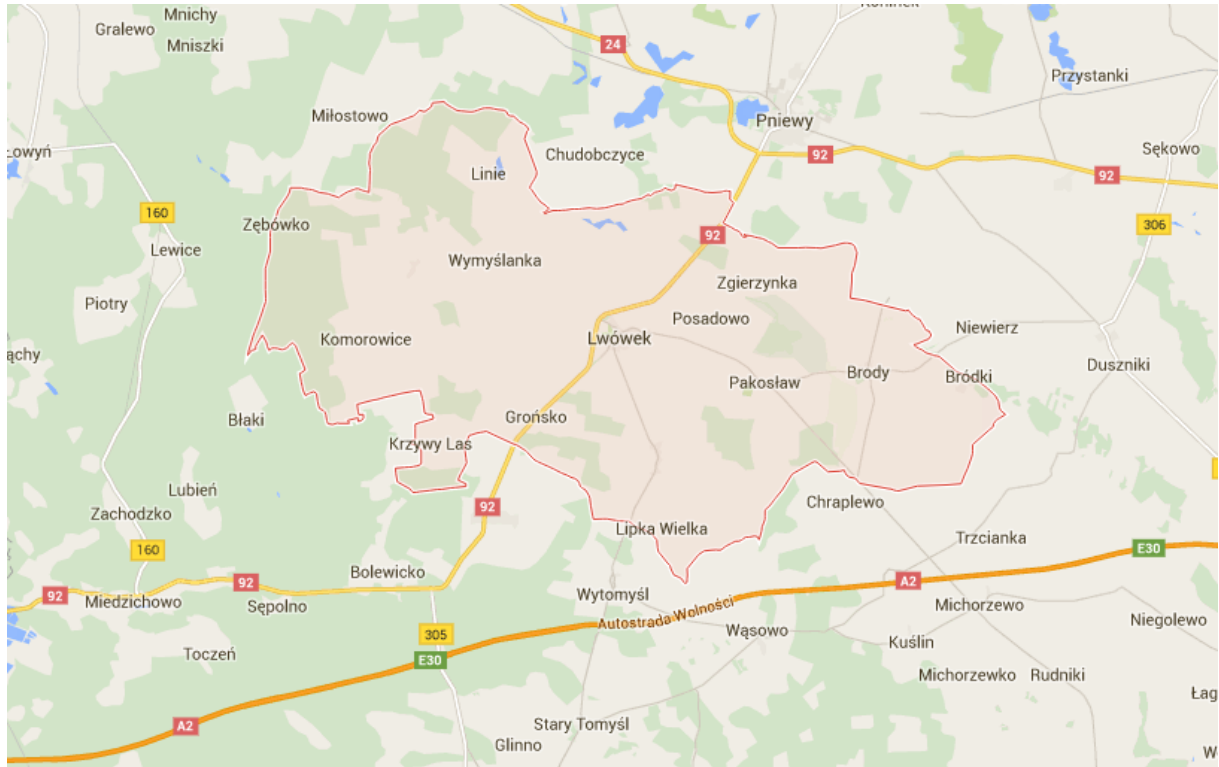 Mnichy
Koninek
Gralewo
Mniszki
24
Przystanki
Miłostowo
Pniewy
Łowyń
Chudobczyce
92
Sękowo
Linie
92
160
Zębówko
306
92
Lewice
Wymyślanka
Zgierzynka
Piotry
Posadowo
Niewierz
Komorowice
Lwówek
ąchy
Duszniki
Brody
Bródki
Pakosław
Błaki
Grońsko
Krzywy Las
Lubień
92
Chraplewo
Zachodzko
Lipka Wielka
Trzcianka
160
E30
Bolewicko
92
A2
92
Miedzichowo
Sępolno
Wytomyśl
Michorzewo
Autostrada Wolności
Niegolewo
305
Wąsowo
Kuślin
Toczeń
E30
Michorzewko
Rudniki
Łag
A2
Stary Tomyśl
Glinno
W